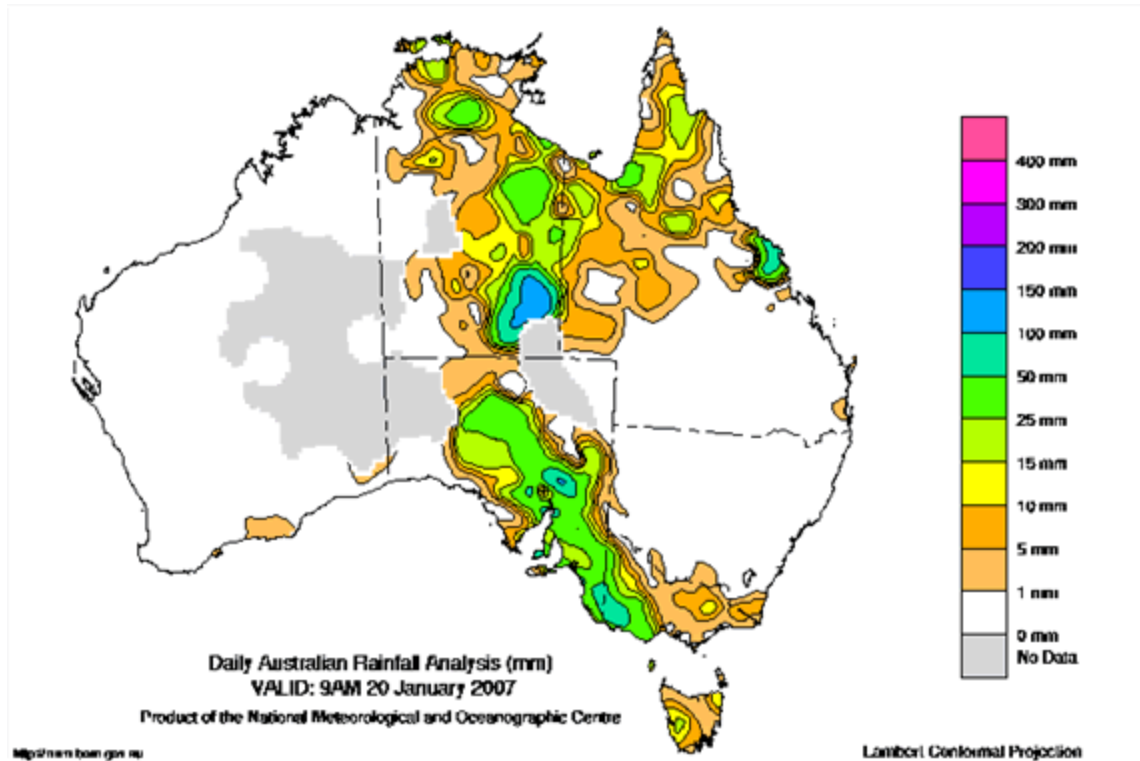 400 mm
300 mm
200 mm
150 mm
100 mm
50 mm
25 mm
15 mm
10 mm
5 mm
1 mm
0 mm
No Data
Daily Australian Rainfall Analysis (mm)
VALID: 9AM 20 January 2007
Product of the National Meteorological and Oceanographic Centre
Lambert Conformal Projection